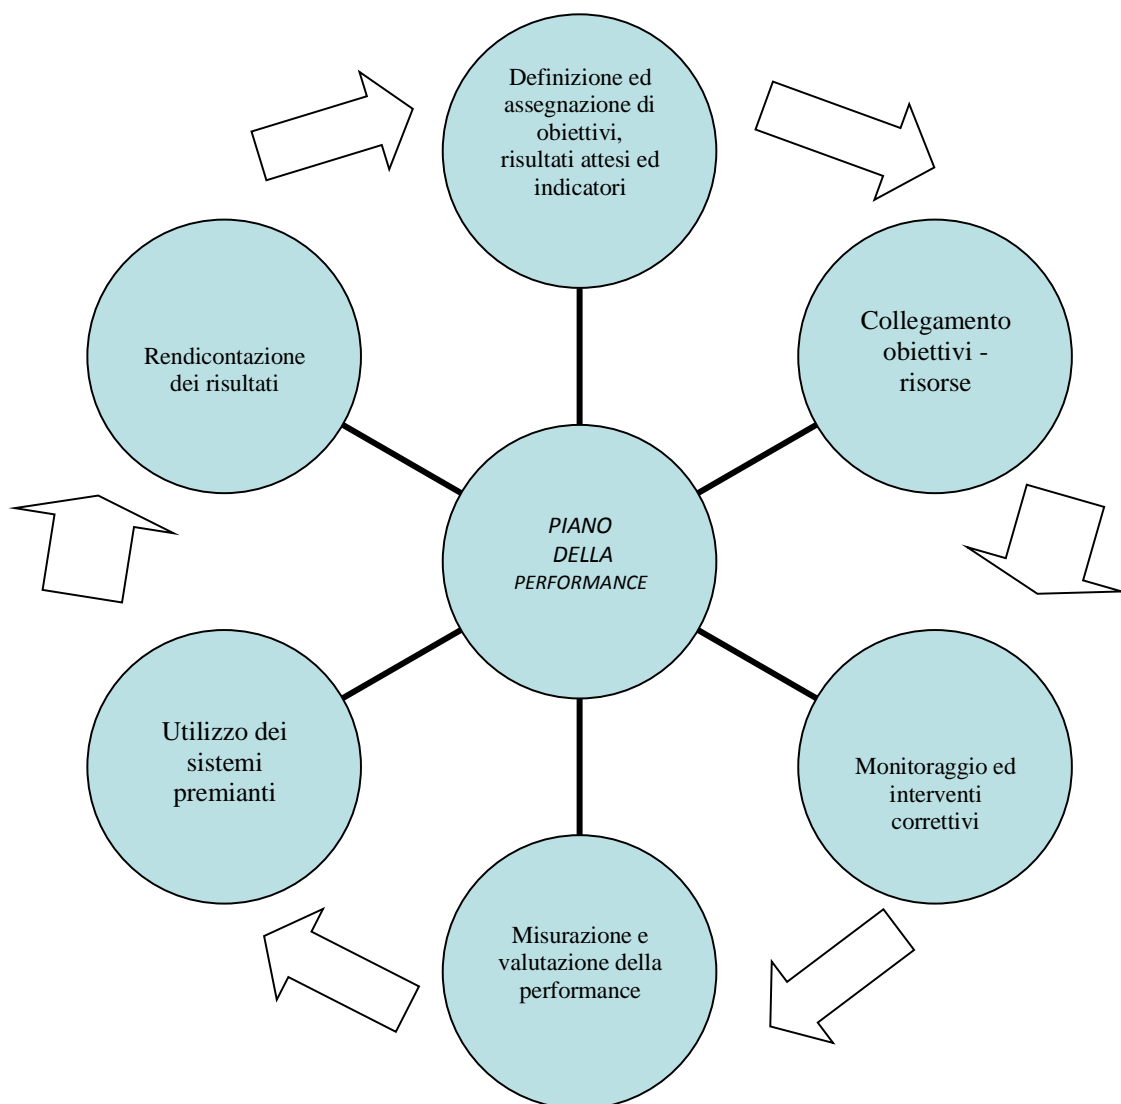 Definizione ed
assegnazione di
obiettivi,
risultati attesi ed
indicatori
Collegamento
obiettivi -
risorse
Monitoraggio ed
interventi
correttivi
Misurazione e
valutazione della
performance
Utilizzo dei
sistemi
premianti
Rendicontazione
dei risultati
PIANO
DELLA
PERFORMANCE